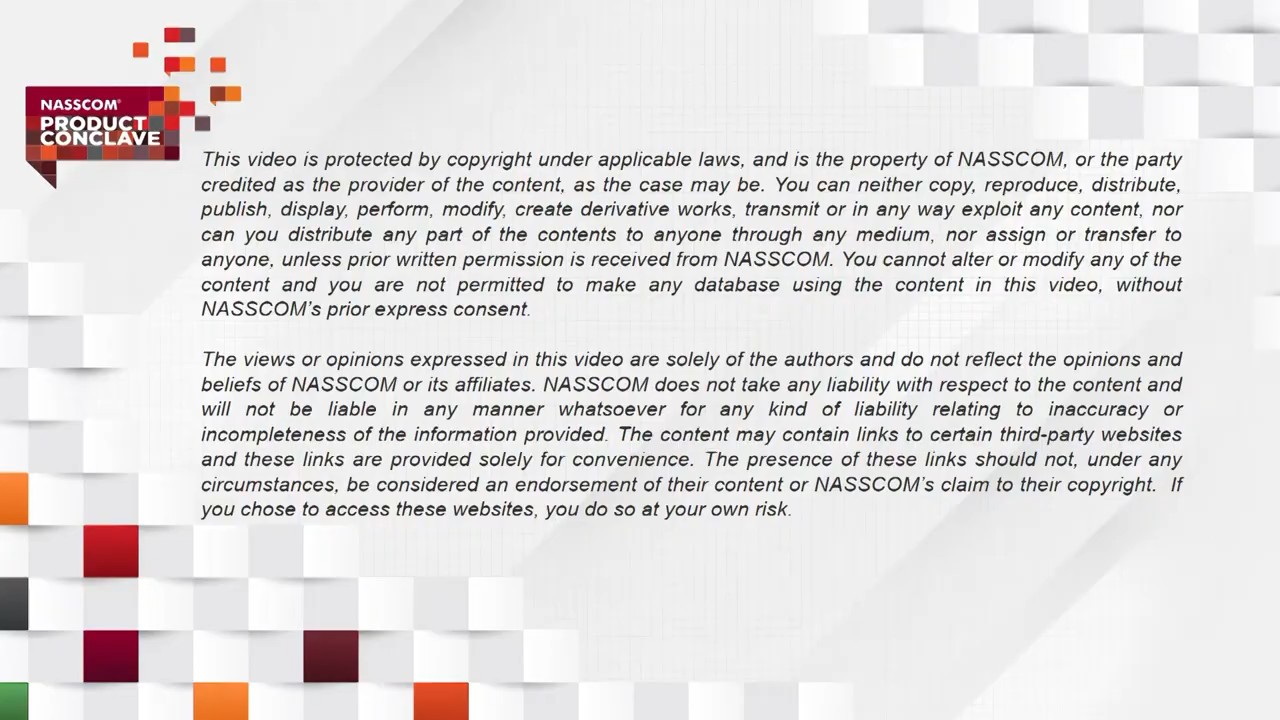 NASSCOM®
PRODUCT
CONCLAVE
This video is protected by copyright under applicable laws, and is the property of NASSCOM, or the party
credited as the provider of the content, as the case may be. You can neither copy, reproduce, distribute,
publish, display, perform, modify, create derivative works, transmit or in any way exploit any content, nor
can you distribute any part of the contents to anyone through any medium, nor assign or transfer to
anyone, unless prior written permission is received from NASSCOM. You cannot alter or modify any of the
content and you are not permitted to make any database using the content in this video, without
NASSCOM’s prior express consent.
The views or opinions expressed in this video are solely of the authors and do not reflect the opinions and
beliefs of NASSCOM or its affiliates. NASSCOM does not take any liability with respect to the content and
will not be liable in any manner whatsoever for any kind of liability relating to inaccuracy or
incompleteness of the information provided. The content may contain links to certain third-party websites
and these links are provided solely for convenience. The presence of these links should not, under any
circumstances, be considered an endorsement of their content or NASSCOM’s claim to their copyright. If
you chose to access these websites, you do so at your own risk.